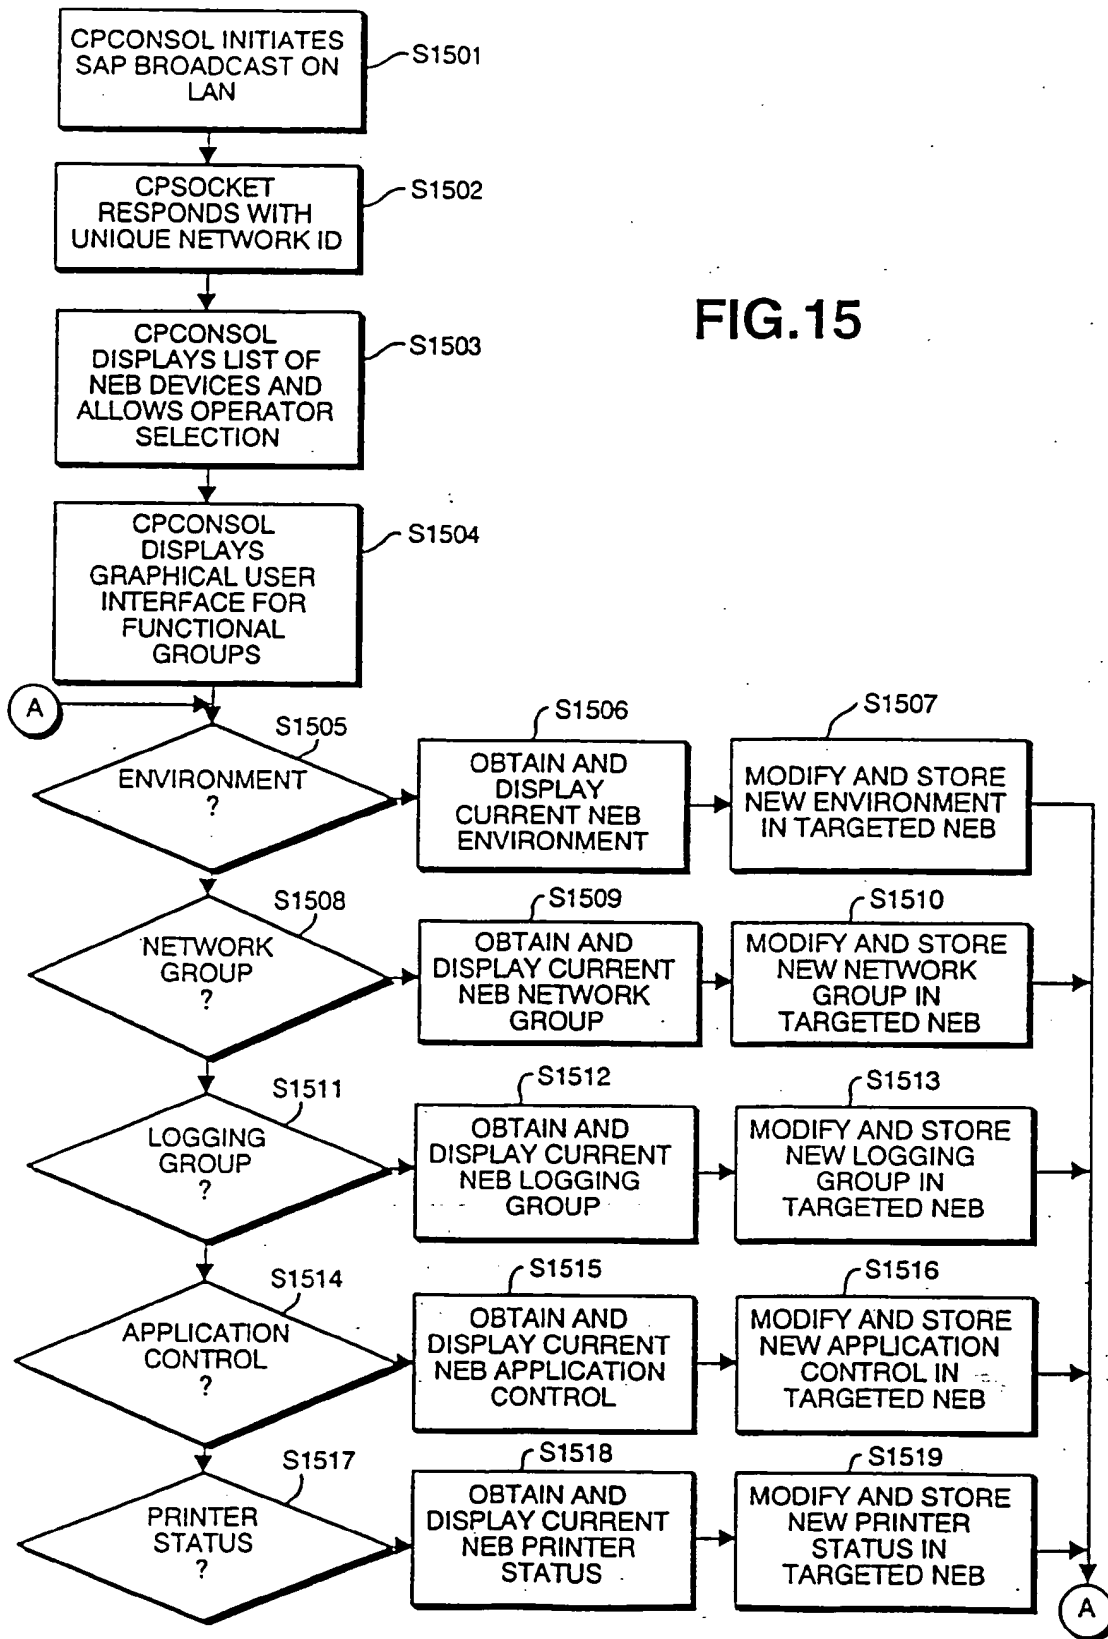 CPCONSOL INITIATES
SAP BROADCAST ON
LAN
S1501
CPSOCKET
RESPONDS WITH
UNIQUE NETWORK ID
S1502
CPCONSOL
DISPLAYS LIST OF
NEB DEVICES AND
ALLOWS OPERATOR
SELECTION
S1503
FIG.15
CPCONSOL
DISPLAYS
GRAPHICAL USER
INTERFACE FOR
FUNCTIONAL
GROUPS
S1504
A
ENVIRONMENT
?
S1505
OBTAIN AND
DISPLAY
CURRENT NEB
ENVIRONMENT
S1506
MODIFY AND STORE
NEW ENVIRONMENT
IN TARGETED NEB
S1507
NETWORK
GROUP
?
S1508
OBTAIN AND
DISPLAY CURRENT
NEB NETWORK
GROUP
S1509
MODIFY AND STORE
NEW NETWORK
GROUP IN
TARGETED NEB
S1510
LOGGING
GROUP
?
S1511
OBTAIN AND
DISPLAY CURRENT
NEB LOGGING
GROUP
S1512
MODIFY AND STORE
NEW LOGGING
GROUP IN
TARGETED NEB
S1513
APPLICATION
CONTROL
?
S1514
OBTAIN AND
DISPLAY CURRENT
NEB APPLICATION
CONTROL
S1515
MODIFY AND STORE
NEW APPLICATION
CONTROL IN
TARGETED NEB
S1516
PRINTER
STATUS
?
S1517
OBTAIN AND
DISPLAY CURRENT
NEB PRINTER
STATUS
S1518
MODIFY AND STORE
NEW PRINTER
STATUS IN
TARGETED NEB
S1519
A